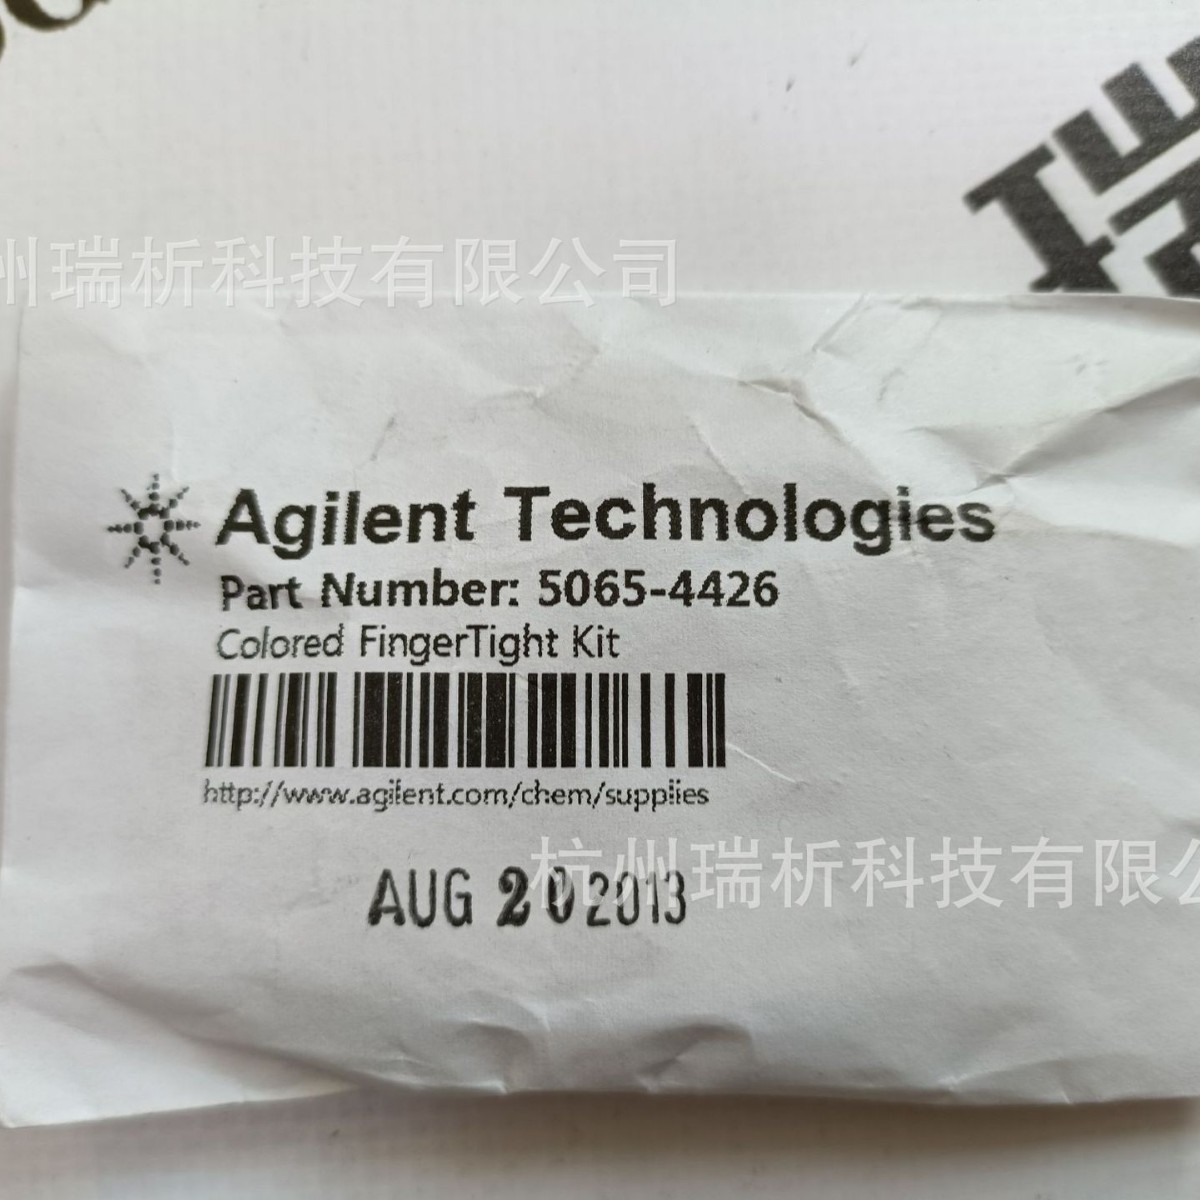 州瑞析科技有限公司
Agilent Technologies
Part Number: 5065-4426
Colored FingerTight Kit
http://www.agilent.com/chem/supplies
杭州瑞析科技有限公
AUG 20 2013